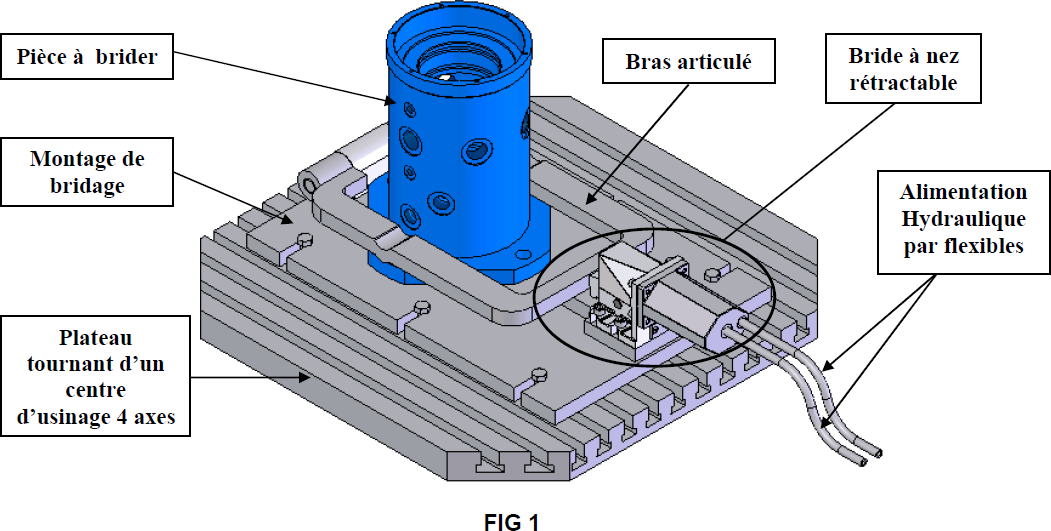 Pièce à brider
Bras articulé
Bride à nez
rétractable
Montage de
bridage
Alimentation
Hydraulique
par flexibles
Plateau
tournant d'un
centre
d'usinage 4 axes
FIG 1